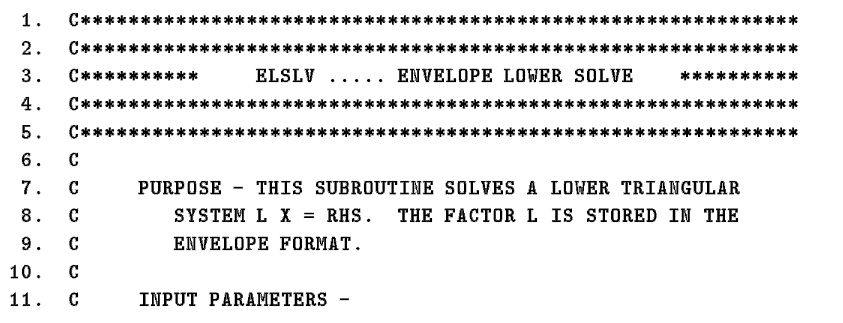 1. C*************************************************************
2. C*************************************************************
3. C********** ELSLV ..... ENVELOPE LOWER SOLVE **********
4. C*************************************************************
5. C*************************************************************
6. C
7. C PURPOSE - THIS SUBROUTINE SOLVES A LOWER TRIANGULAR
8. C SYSTEM L X = RHS. THE FACTOR L IS STORED IN THE
9. C ENVELOPE FORMAT.
10. C
11. C INPUT PARAMETERS -